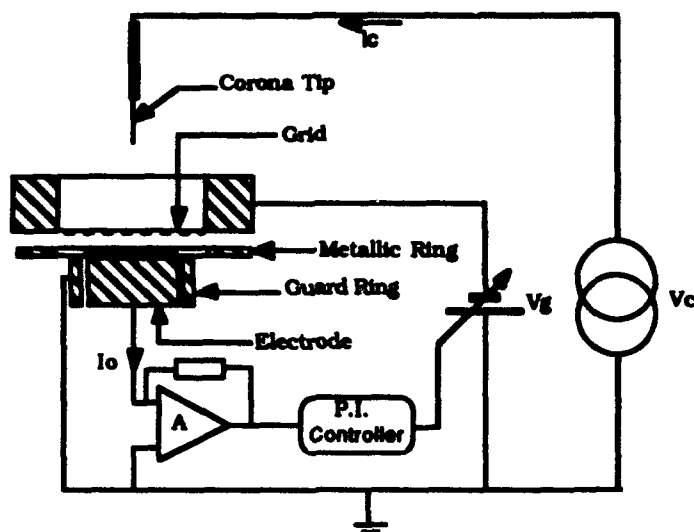 Ic
Corona Tip
Grid
Metallic Ring
Guard Ring
Vg
Vc
Electrode
Io
A
P.I.
Controller